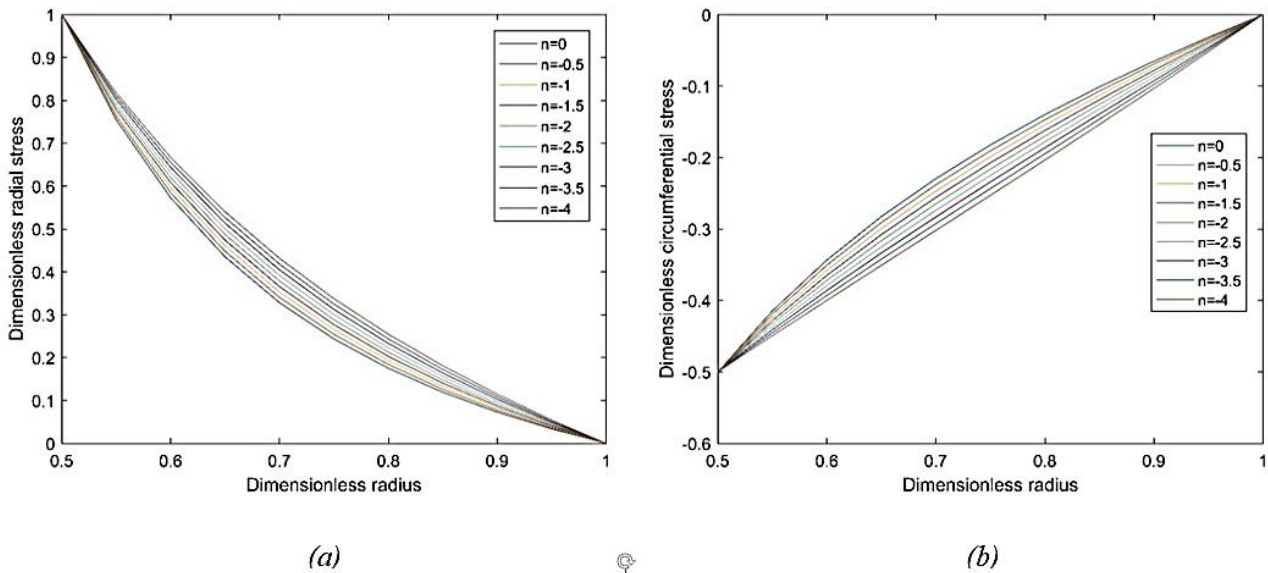 1
0.9
0.8
0.7
0.6
0.5
0.4
0.3
0.2
0.1
0
Dimensionless radial stress
n=0
n=-0.5
n=-1
n=-1.5
n=-2
n=-2.5
n=-3
n=-3.5
n=-4
0.5 0.6 0.7 0.8 0.9 1
Dimensionless radius
(a)
0
-0.1
-0.2
-0.3
-0.4
-0.5
-0.6
Dimensionless circumferential stress
n=0
n=-0.5
n=-1
n=-1.5
n=-2
n=-2.5
n=-3
n=-3.5
n=-4
0.5 0.6 0.7 0.8 0.9 1
Dimensionless radius
(b)